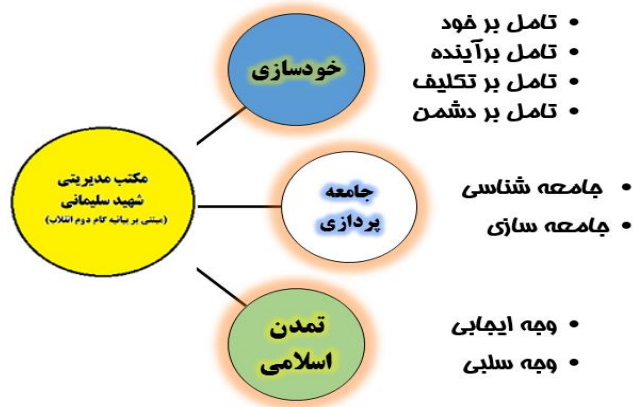 مکتب مدیریتی
شهید سلیمانی
(مبتنی بر بیانیه گام دوم انقلاب)
خودسازی
• تامل بر خود
• تامل برآینده
• تامل بر تکلیف
• تامل بر دشمن
جامعه
پردازی
• جامعه شناسی
• جامعه سازی
تمدن
اسلامی
• وجه ایجابی
• وجه سلبی